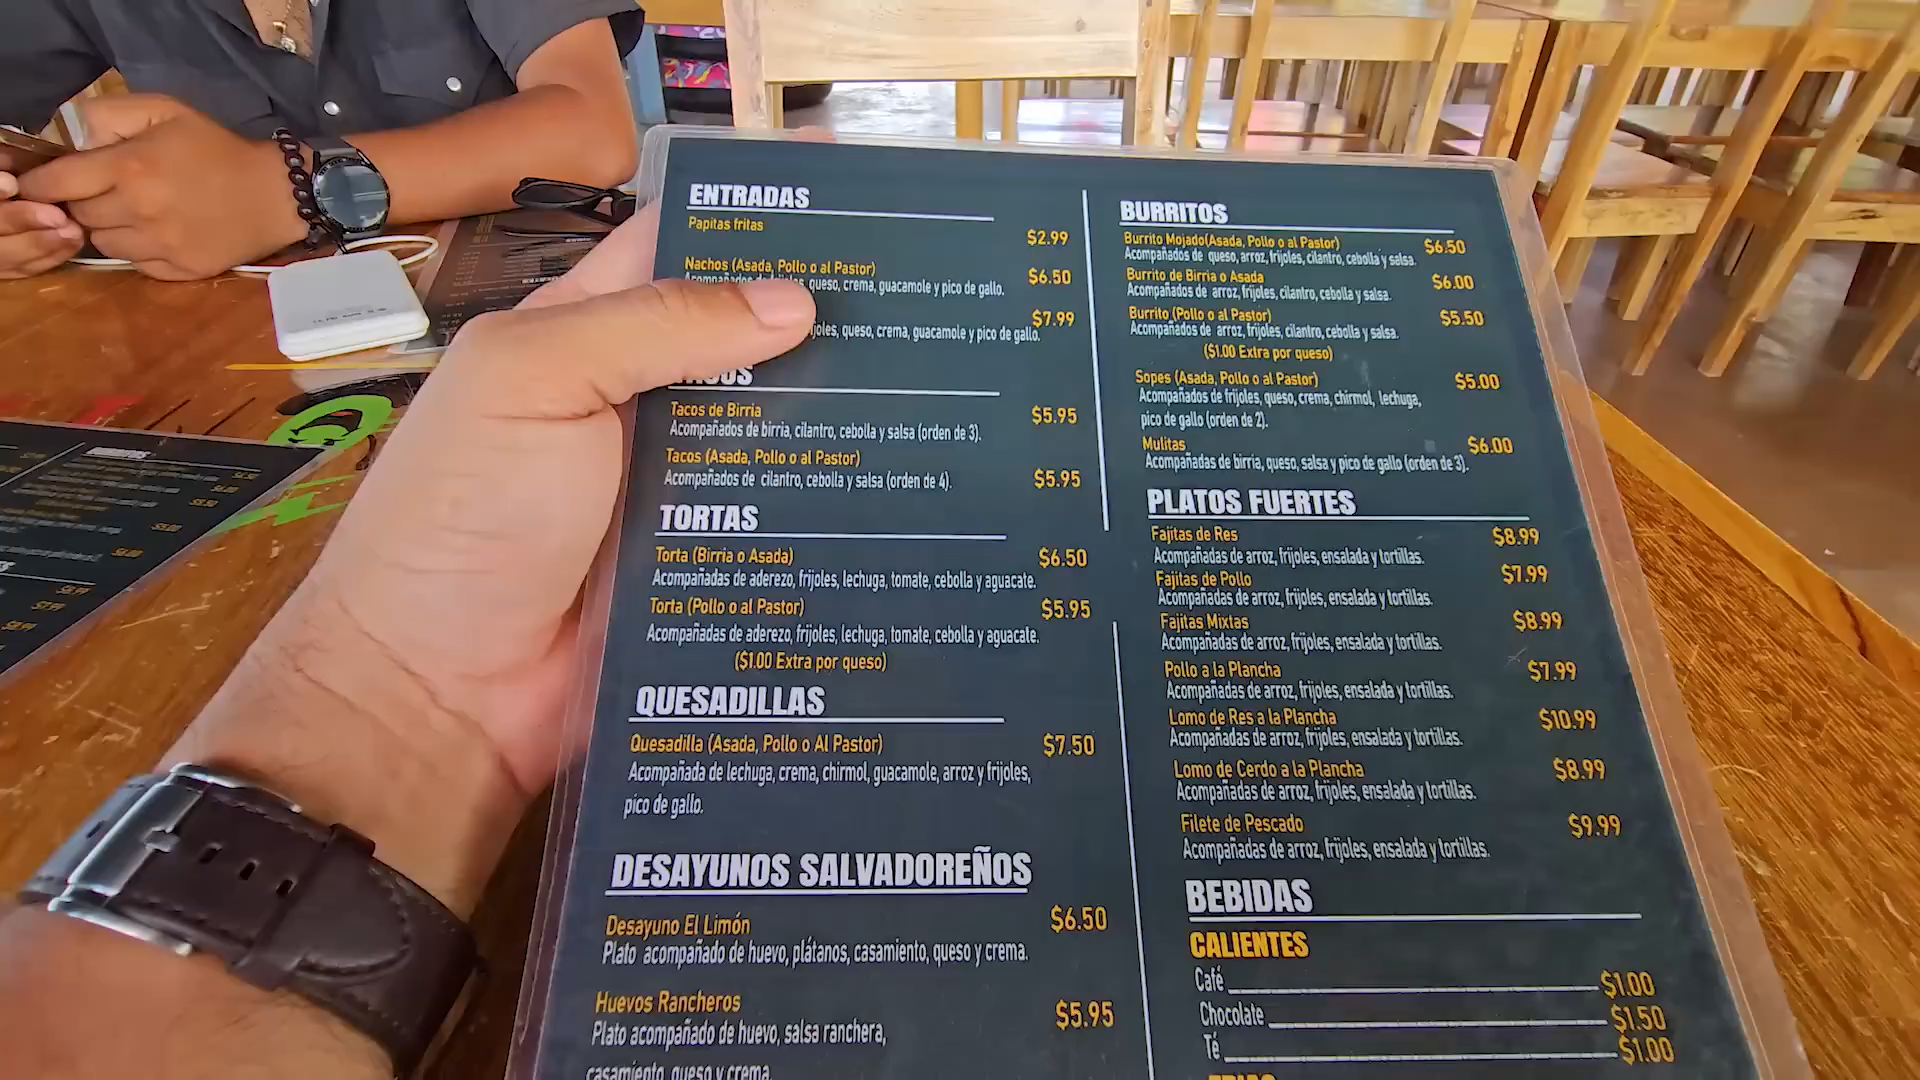 ENTRADAS
Papitas fritas
$2.99
Nachos (Asada, Pollo o al Pastor)
$6.50
Acompañados de frijoles, queso, crema, guacamole y pico de gallo.
$7.99
queso, crema, guacamole y pico de gallo.
Tacos de Birria
$5.95
Acompañados de birria, cilantro, cebolla y salsa (orden de 3).
Tacos (Asada, Pollo o al Pastor)
Acompañados de cilantro, cebolla y salsa (orden de 4).
$5.95
TORTAS
Torta (Birria o Asada)
$6.50
Acompañadas de aderezo, frijoles, lechuga, tomate, cebolla y aguacate.
Torta (Pollo o al Pastor)
$5.95
Acompañadas de aderezo, frijoles, lechuga, tomate, cebolla y aguacate.
($1.00 Extra por queso)
QUESADILLAS
Quesadilla (Asada, Pollo o Al Pastor)
$7.50
Acompañada de lechuga, crema, chirmol, guacamole, arroz y frijoles,
pico de gallo.
DESAYUNOS SALVADOREÑOS
Desayuno El Limón
$6.50
Plato acompañado de huevo, plátanos, casamiento, queso y crema.
Huevos Rancheros
$5.95
Plato acompañado de huevo, salsa ranchera,
casamiento, queso y crema.
BURRITOS
Burrito Mojado(Asada, Pollo o al Pastor)
$6.50
Acompañados de queso, arroz, frijoles, cilantro, cebolla y salsa.
Burrito de Birria o Asada
$6.00
Acompañados de arroz, frijoles, cilantro, cebolla y salsa.
Burrito (Pollo o al Pastor)
$5.50
Acompañados de arroz, frijoles, cilantro, cebolla y salsa.
($1.00 Extra por queso)
Sopes (Asada, Pollo o al Pastor)
$5.00
Acompañados de frijoles, queso, crema, chirmol, lechuga,
pico de gallo (orden de 2).
Mulitas
$6.00
Acompañadas de birria, queso, salsa y pico de gallo (orden de 3).
PLATOS FUERTES
Fajitas de Res
$8.99
Acompañadas de arroz, frijoles, ensalada y tortillas.
Fajitas de Pollo
$7.99
Acompañadas de arroz, frijoles, ensalada y tortillas.
Fajitas Mixtas
$8.99
Acompañadas de arroz, frijoles, ensalada y tortillas.
Pollo a la Plancha
$7.99
Acompañadas de arroz, frijoles, ensalada y tortillas.
Lomo de Res a la Plancha
$10.99
Acompañadas de arroz, frijoles, ensalada y tortillas.
Lomo de Cerdo a la Plancha
$8.99
Acompañadas de arroz, frijoles, ensalada y tortillas.
Filete de Pescado
$9.99
Acompañadas de arroz, frijoles, ensalada y tortillas.
BEBIDAS
CALIENTES
Café $1.00
Chocolate $1.50
Té $1.00